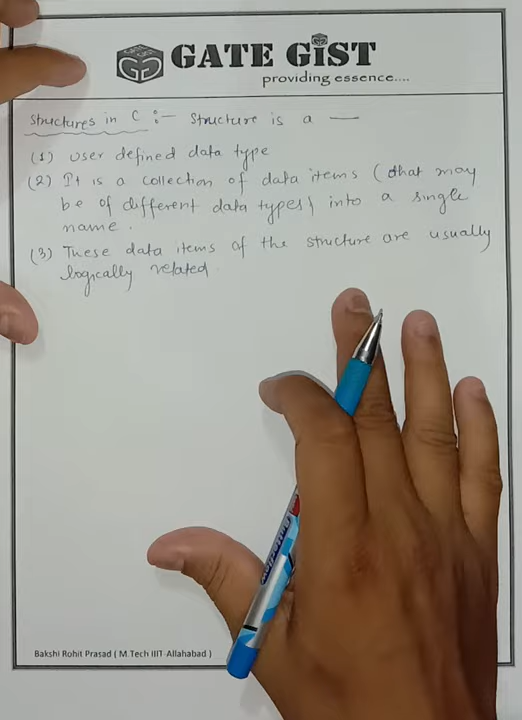 GATE GIST
providing essence....
Structures in C :- Structure is a —
(1) User defined data type
(2) It is a collection of data items (that may
be of different data types) into a single
name.
(3) These data items of the structure are usually
logically related.
Bakshi Rohit Prasad ( M.Tech IIIT-Allahabad )